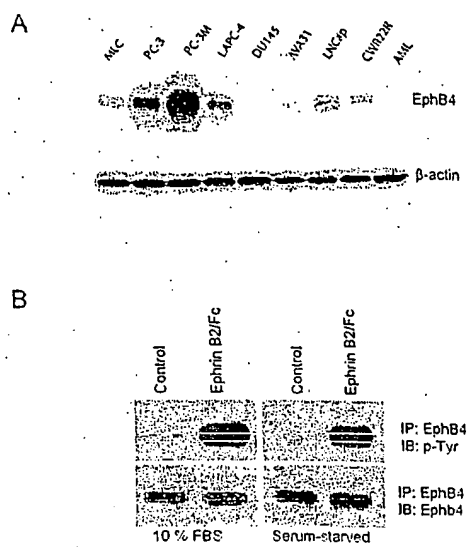 A
MLC PC-3 PC-3M LAPC-4 DU145 AVA31 LNCap CWR22R AML
EphB4
β-actin
B
Control Ephrin B2/Fc Control Ephrin B2/Fc
IP: EphB4
IB: p-Tyr
IP: EphB4
IB: Ephb4
10 % FBS Serum-starved